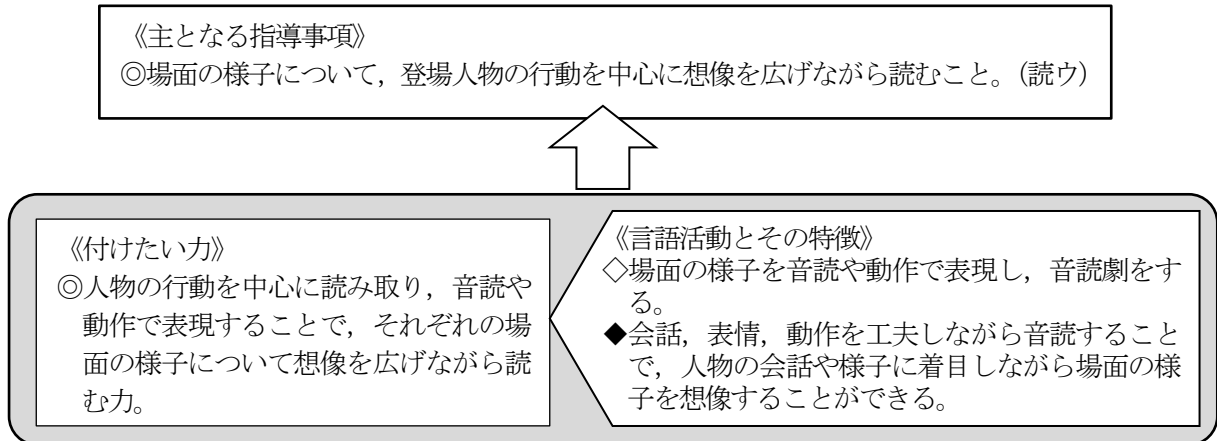 《主となる指導事項》
◎場面の様子について，登場人物の行動を中心に想像を広げながら読むこと。（読ウ）
《付けたい力》
◎人物の行動を中心に読み取り，音読や
動作で表現することで，それぞれの場
面の様子について想像を広げながら読
む力。
《言語活動とその特徴》
◇場面の様子を音読や動作で表現し，音読劇をす
る。
◆会話，表情，動作を工夫しながら音読すること
で，人物の会話や様子に着目しながら場面の様
子を想像することができる。